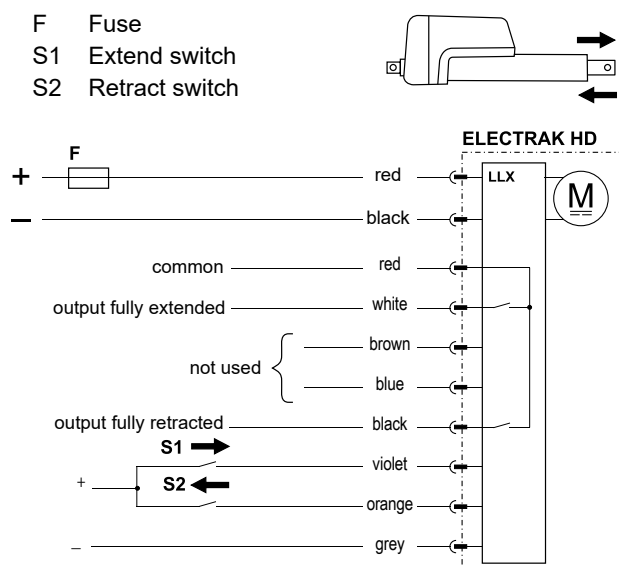 F Fuse
S1 Extend switch
S2 Retract switch
ELECTRAK HD
F
+ red LLX
M
− black
common red
output fully extended white
brown
not used
blue
output fully retracted black
S1
violet
+ S2
orange
− grey